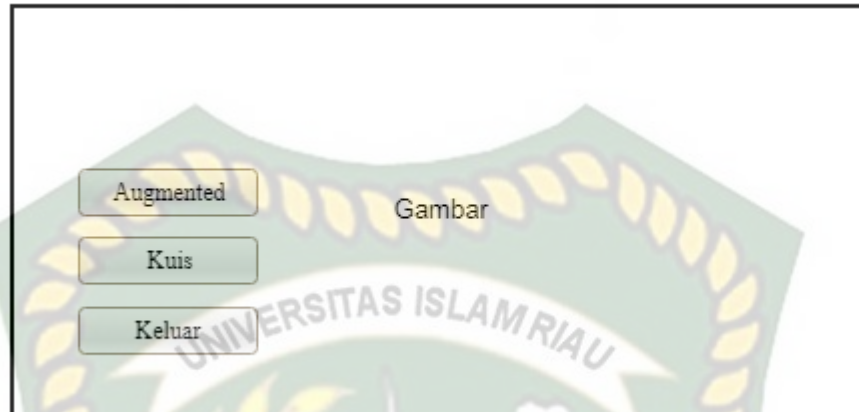 Augmented
Gambar
Kuis
Keluar
UNIVERSITAS ISLAM RIAU